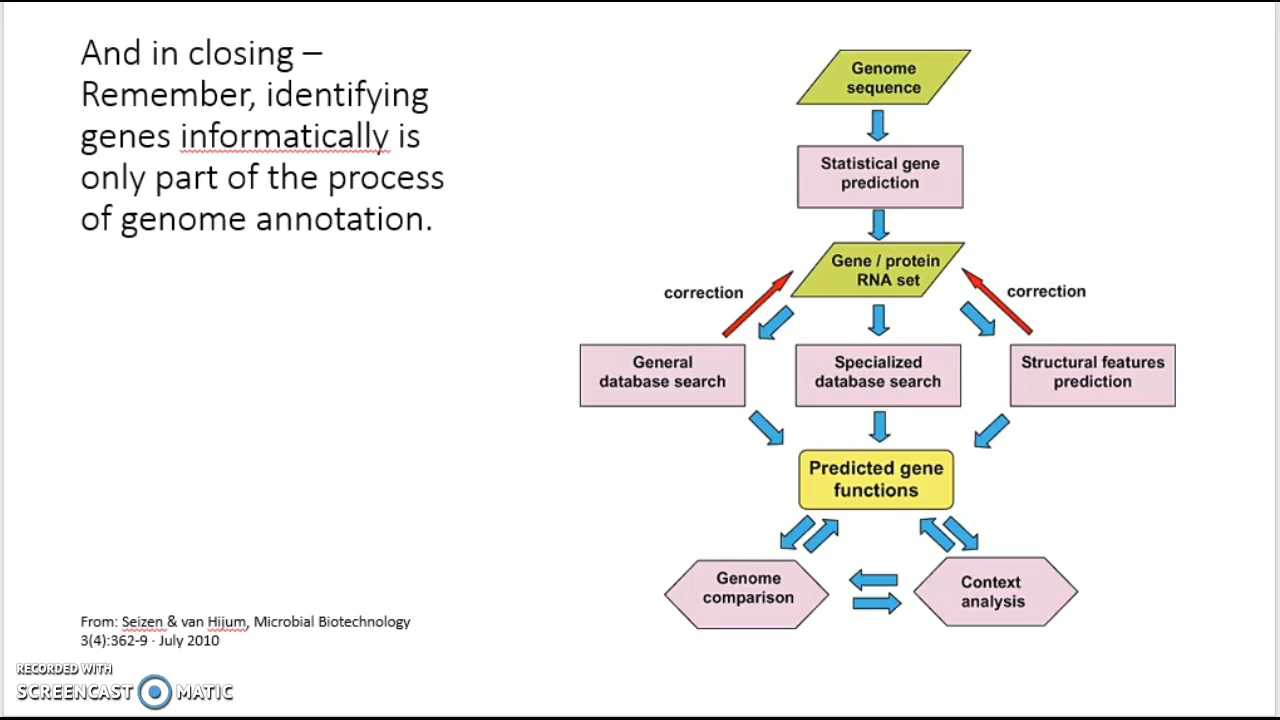 And in closing –
Remember, identifying
genes informatically is
only part of the process
of genome annotation.
Genome
sequence
Statistical gene
prediction
Gene / protein
RNA set
correction
correction
General
database search
Specialized
database search
Structural features
prediction
Predicted gene
functions
Genome
comparison
Context
analysis
From: Seizen & van Hijum, Microbial Biotechnology
3(4):362-9 · July 2010
RECORDED WITH
SCREENCAST MATIC